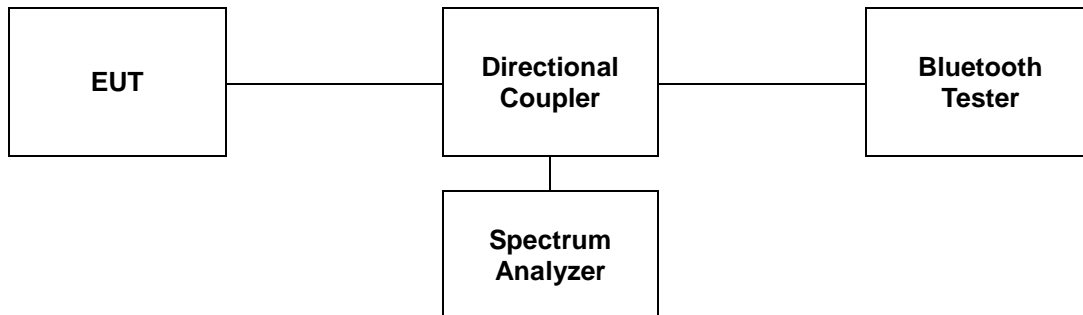 EUT
Directional
Coupler
Bluetooth
Tester
Spectrum
Analyzer